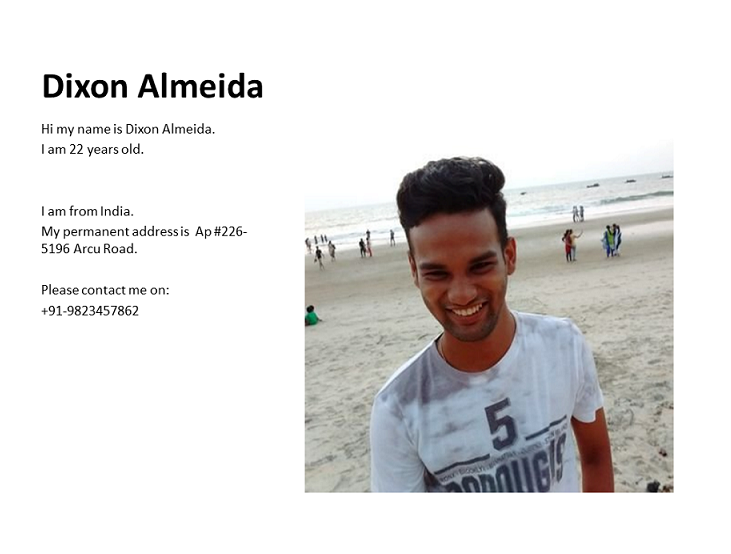 Dixon Almeida
Hi my name is Dixon Almeida.
I am 22 years old.
I am from India.
My permanent address is Ap #226-
5196 Arcu Road.
Please contact me on:
+91-9823457862
5